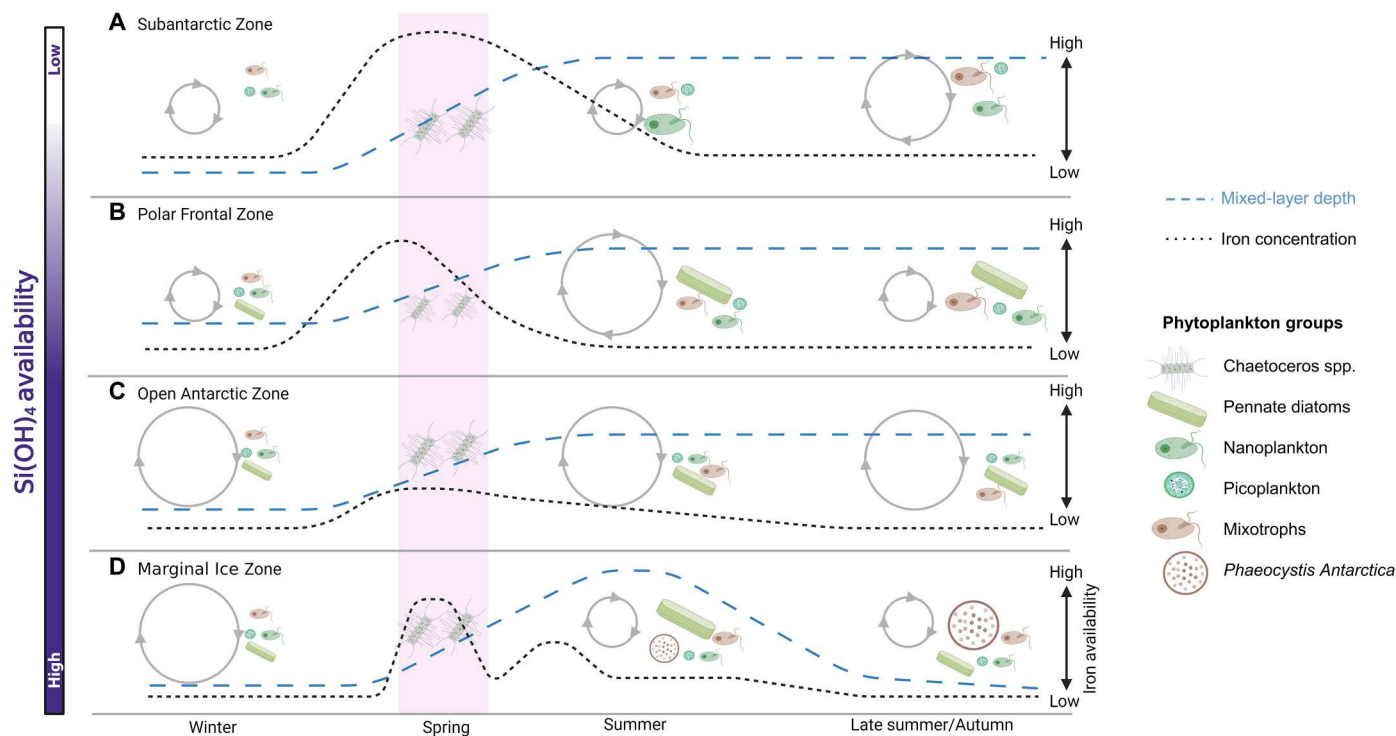 A Subantarctic Zone
High
Low
B Polar Frontal Zone
High
Low
C Open Antarctic Zone
High
Low
D Marginal Ice Zone
High
Low
Iron availability
Winter
Spring
Summer
Late summer/Autumn
Low
Si(OH)₄ availability
High
Mixed-layer depth
Iron concentration
Phytoplankton groups
Chaetoceros spp.
Pennate diatoms
Nanoplankton
Picoplankton
Mixotrophs
Phaeocystis Antarctica